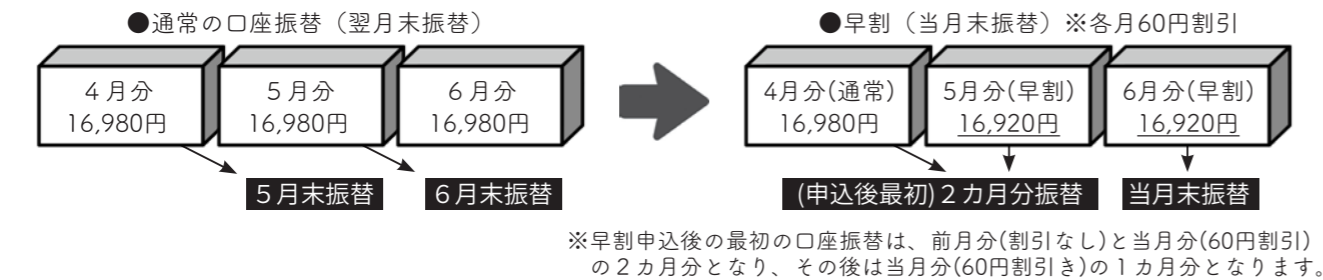 ●通常の口座振替（翌月末振替）
4月分
16,980円
5月分
16,980円
6月分
16,980円
5月末振替
6月末振替
●早割（当月末振替）※各月60円割引
4月分(通常)
16,980円
5月分(早割)
16,920円
6月分(早割)
16,920円
(申込後最初)２カ月分振替
当月末振替
※早割申込後の最初の口座振替は、前月分(割引なし)と当月分(60円割引)
の２カ月分となり、その後は当月分(60円割引き)の１カ月分となります。